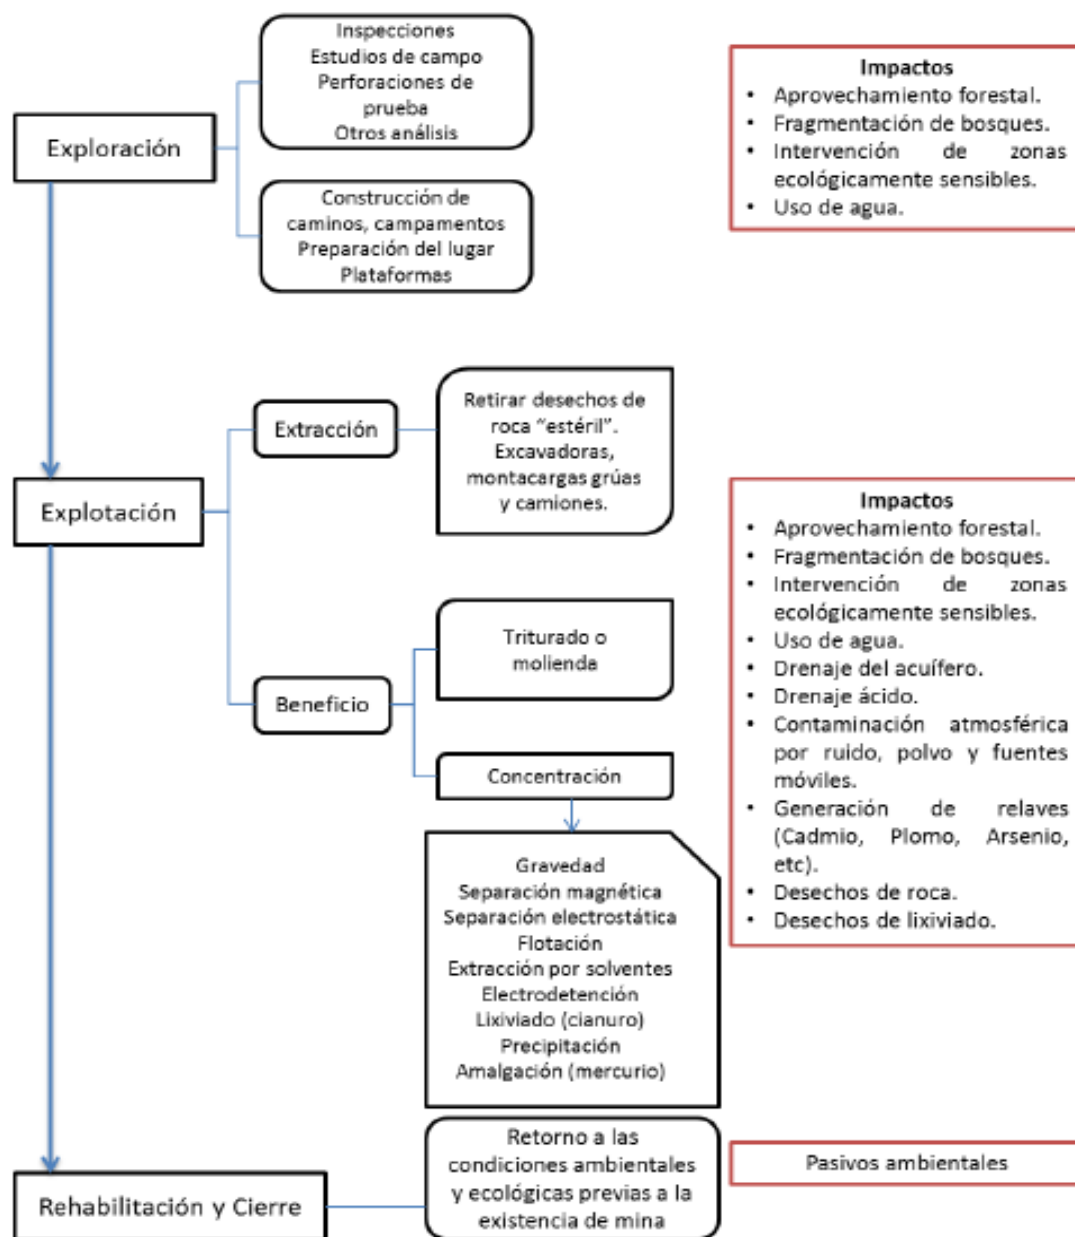 Inspecciones
Estudios de campo
Perforaciones de
prueba
Otros análisis
Exploración
Construcción de
caminos, campamentos
Preparación del lugar
Plataformas
Impactos
• Aprovechamiento forestal.
• Fragmentación de bosques.
• Intervención de zonas
ecológicamente sensibles.
• Uso de agua.
Explotación
Extracción
Retirar desechos de
roca “estéril”.
Excavadoras,
montacargas grúas
y camiones.
Beneficio
Triturado o
molienda
Concentración
Gravedad
Separación magnética
Separación electrostática
Flotación
Extracción por solventes
Electrodetención
Lixiviado (cianuro)
Precipitación
Amalgación (mercurio)
Impactos
• Aprovechamiento forestal.
• Fragmentación de bosques.
• Intervención de zonas
ecológicamente sensibles.
• Uso de agua.
• Drenaje del acuífero.
• Drenaje ácido.
• Contaminación atmosférica
por ruido, polvo y fuentes
móviles.
• Generación de relaves
(Cadmio, Plomo, Arsenio,
etc).
• Desechos de roca.
• Desechos de lixiviado.
Rehabilitación y Cierre
Retorno a las
condiciones ambientales
y ecológicas previas a la
existencia de mina
Pasivos ambientales